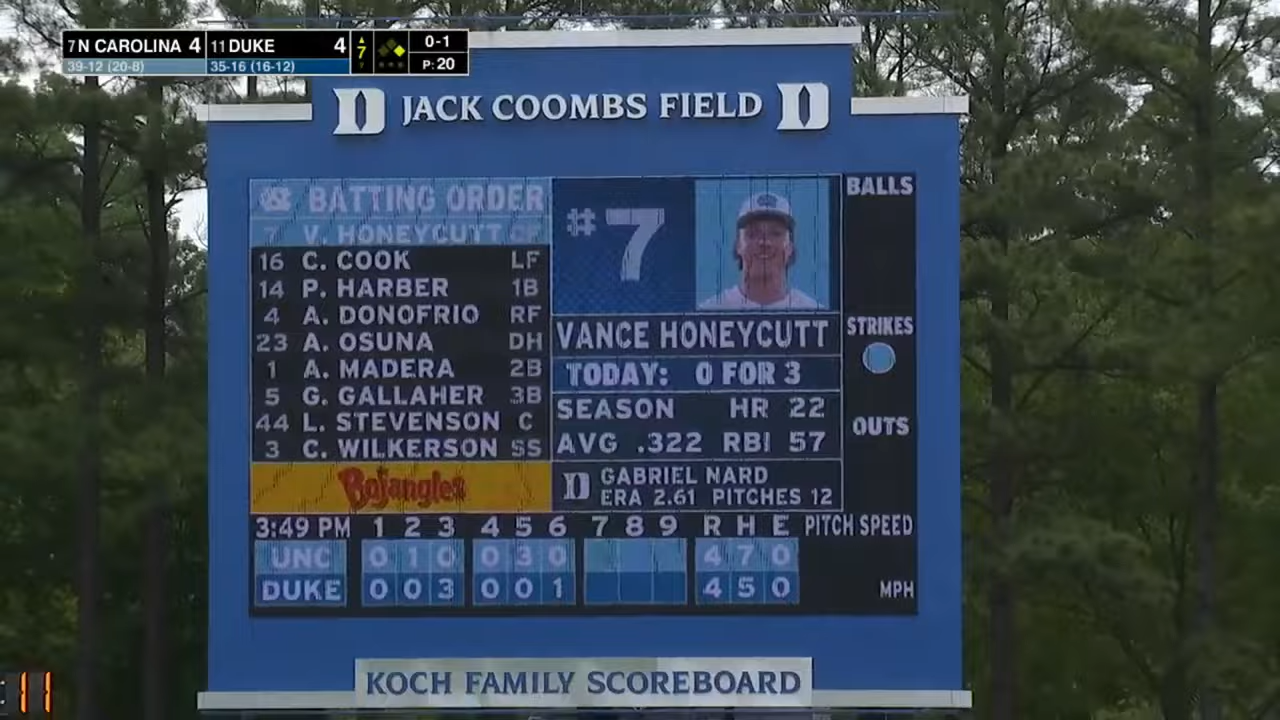 7 N CAROLINA 4 11 DUKE 4 ▲ 7 0-1
39-12 (20-8) 35-16 (16-12) P: 20
D JACK COOMBS FIELD D
NC BATTING ORDER
7 V. HONEYCUTT CF
16 C. COOK LF
14 P. HARBER 1B
4 A. DONOFRIO RF
23 A. OSUNA DH
1 A. MADERA 2B
5 G. GALLAHER 3B
44 L. STEVENSON C
3 C. WILKERSON SS
Bojangles
#7
VANCE HONEYCUTT
TODAY: 0 FOR 3
SEASON HR 22
AVG .322 RBI 57
D GABRIEL NARD
ERA 2.61 PITCHES 12
BALLS
STRIKES
OUTS
3:49 PM 1 2 3 4 5 6 7 8 9 R H E PITCH SPEED
UNC 0 1 0 0 3 0 4 7 0
DUKE 0 0 3 0 0 1 4 5 0 MPH
KOCH FAMILY SCOREBOARD
:11